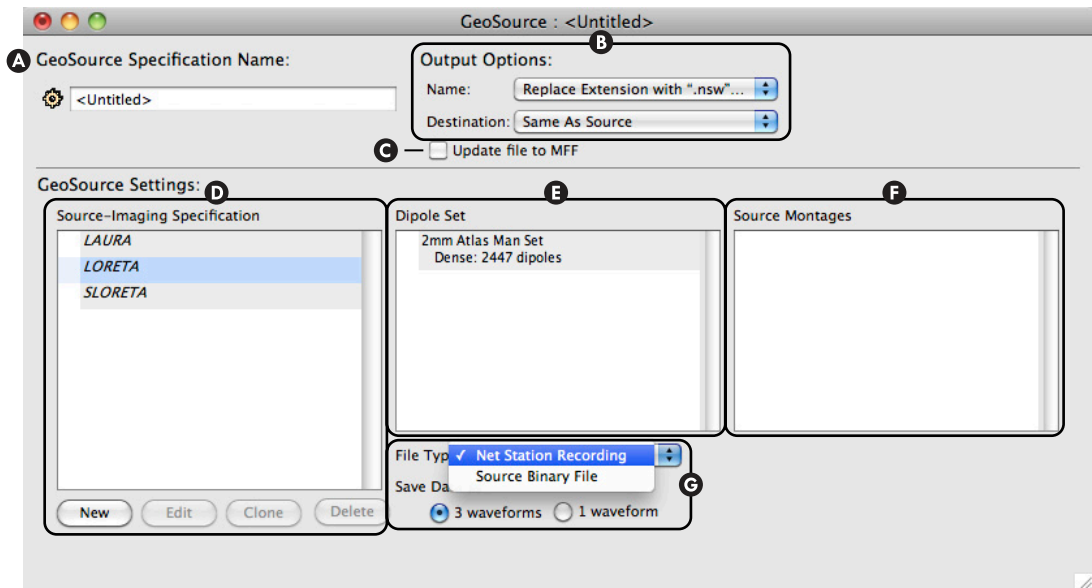 GeoSource : <Untitled>
A GeoSource Specification Name:
<Untitled>
B
Output Options:
Name: Replace Extension with “.nsw”...
Destination: Same As Source
C Update file to MFF
GeoSource Settings:
D
Source-Imaging Specification
LAURA
LORETA
SLORETA
New Edit Clone Delete
E
Dipole Set
2mm Atlas Man Set
Dense: 2447 dipoles
F
Source Montages
G
File Typ ✓ Net Station Recording
Source Binary File
Save Da
3 waveforms 1 waveform